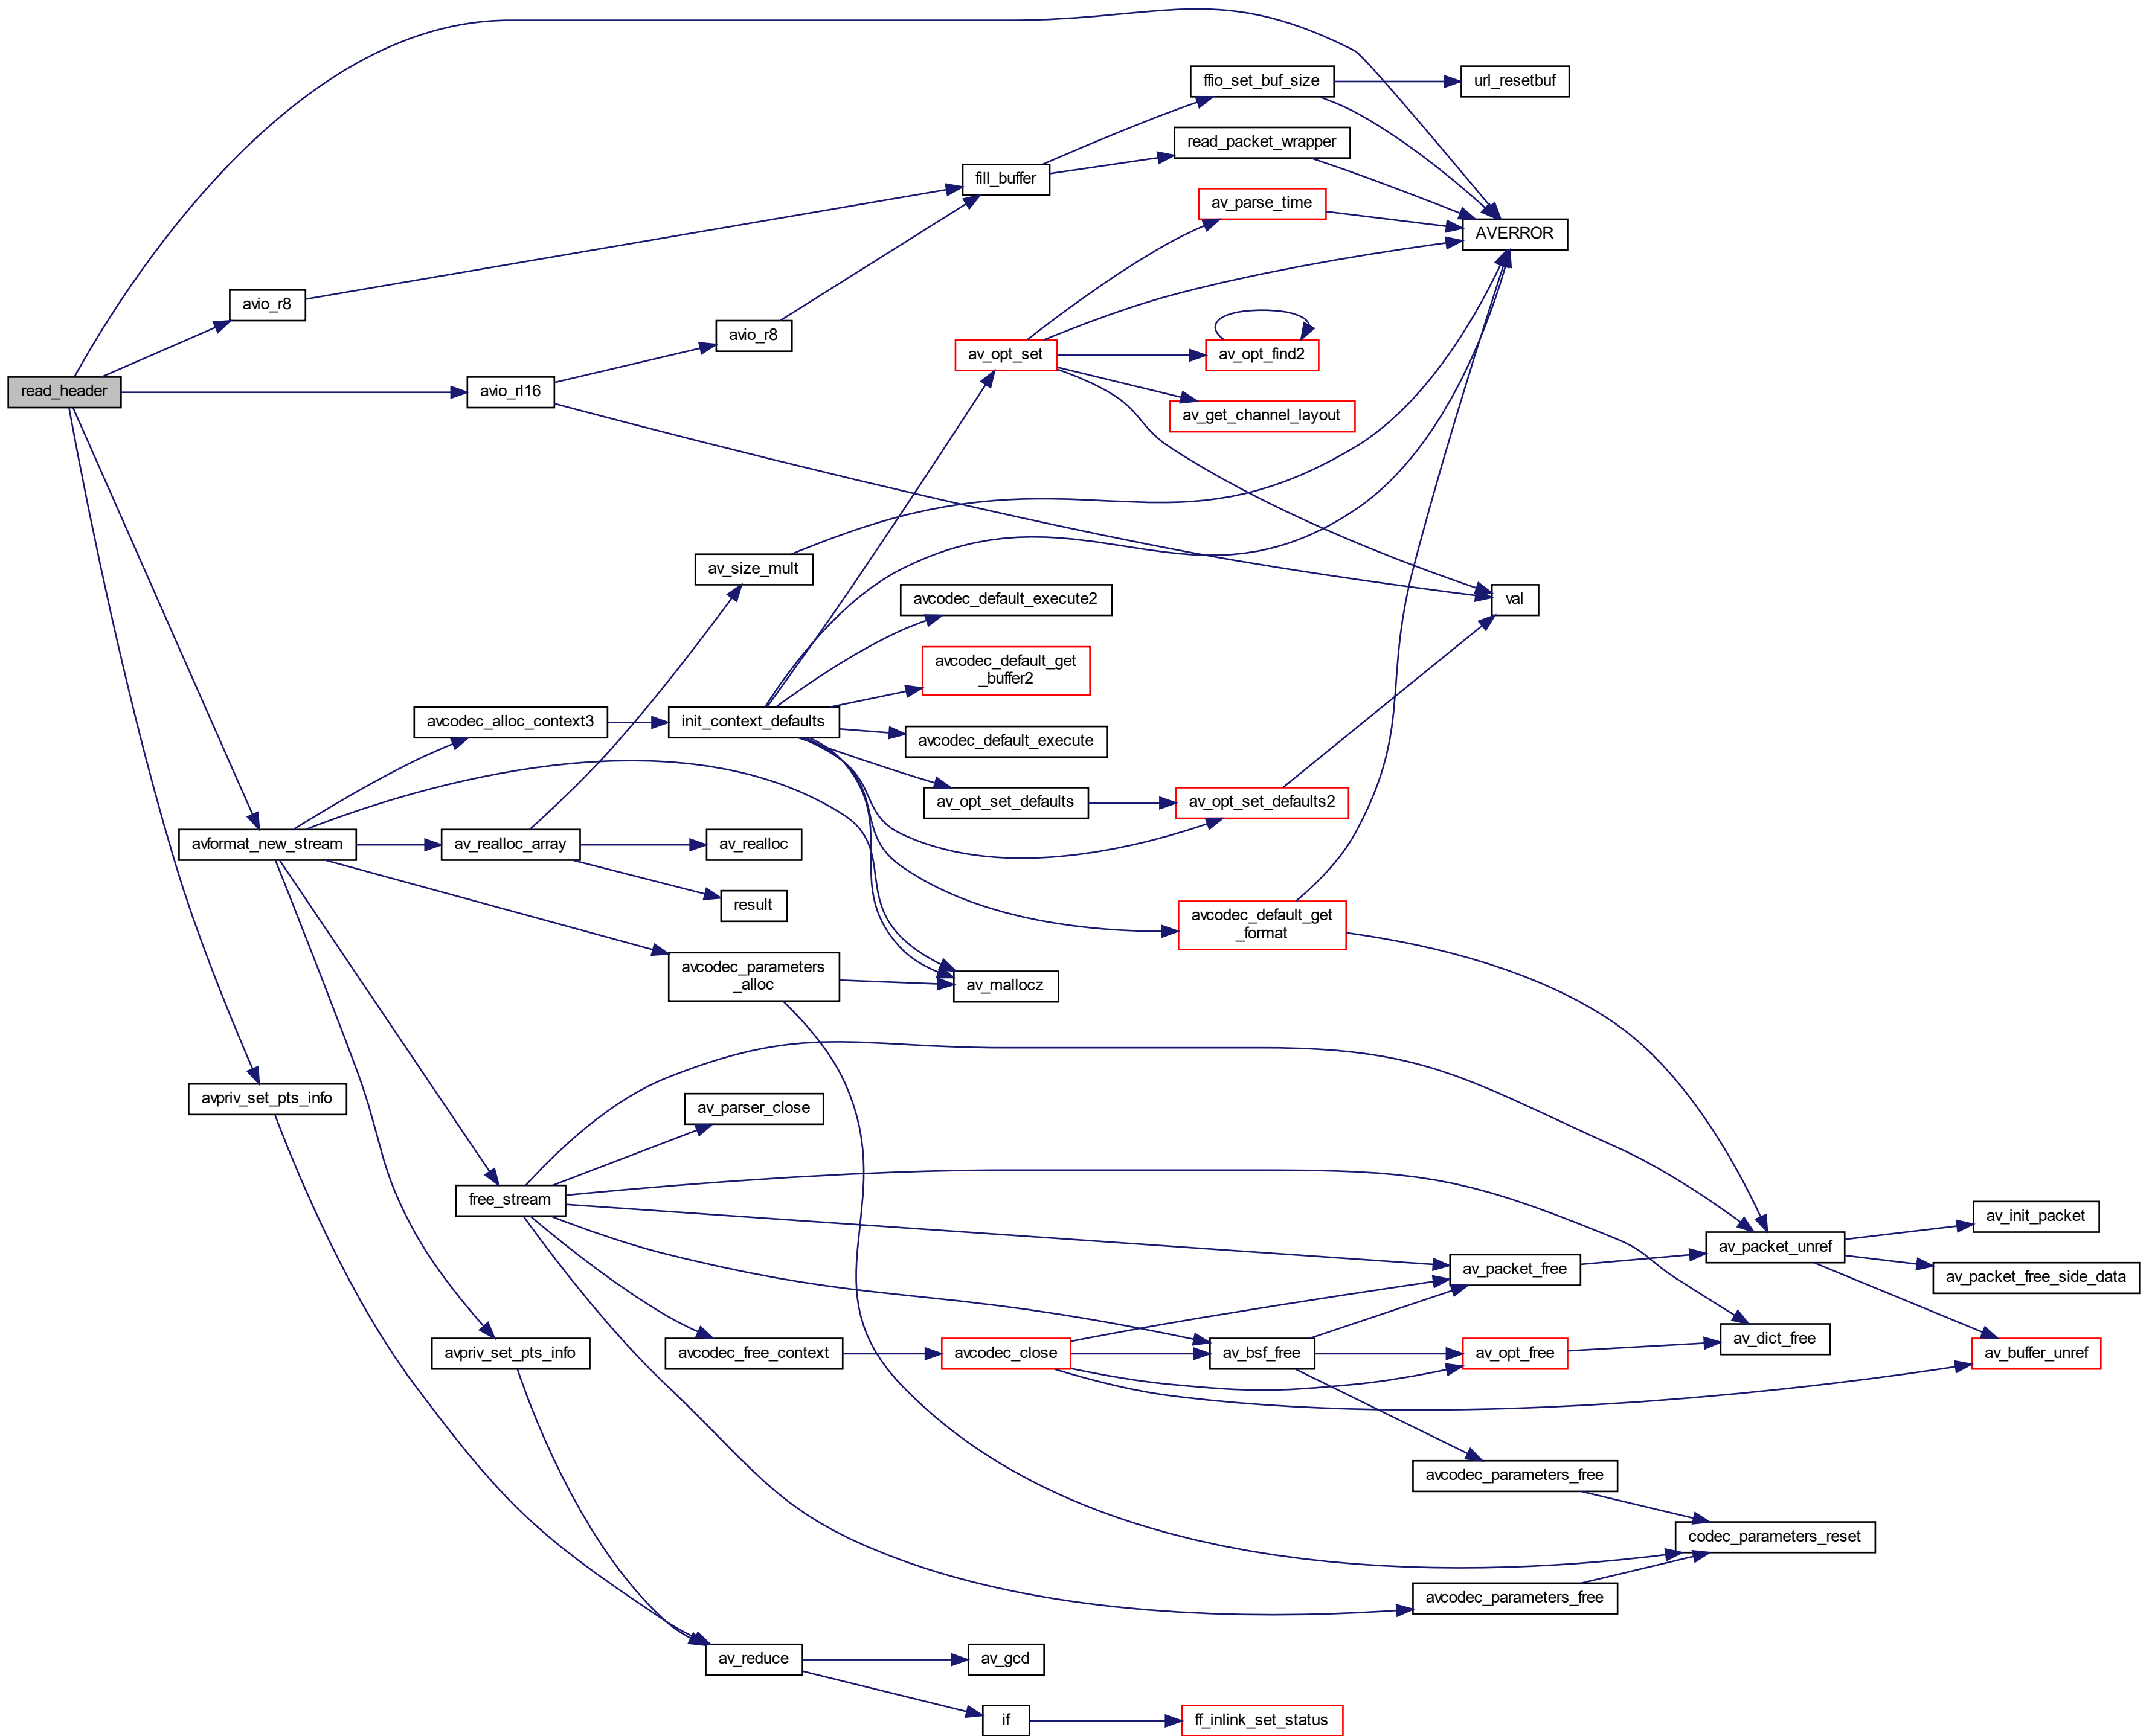 ffio_set_buf_size
url_resetbuf
read_packet_wrapper
fill_buffer
av_parse_time
AVERROR
avio_r8
avio_r8
av_opt_set
av_opt_find2
read_header
avio_rl16
av_get_channel_layout
av_size_mult
avcodec_default_execute2
val
avcodec_default_get
_buffer2
avcodec_alloc_context3
init_context_defaults
avcodec_default_execute
av_opt_set_defaults
av_opt_set_defaults2
avformat_new_stream
av_realloc_array
av_realloc
result
avcodec_default_get
_format
avcodec_parameters
_alloc
av_mallocz
avpriv_set_pts_info
av_parser_close
free_stream
av_init_packet
av_packet_unref
av_packet_free
av_packet_free_side_data
avpriv_set_pts_info
avcodec_free_context
avcodec_close
av_bsf_free
av_opt_free
av_dict_free
av_buffer_unref
avcodec_parameters_free
codec_parameters_reset
avcodec_parameters_free
av_reduce
av_gcd
if
ff_inlink_set_status